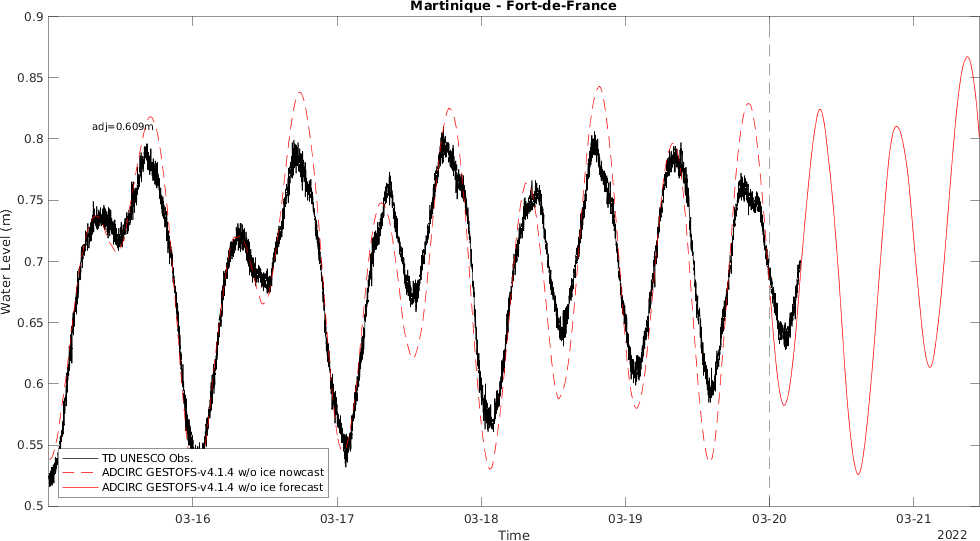 Martinique - Fort-de-France
0.9
0.85
0.8
0.75
0.7
0.65
0.6
0.55
0.5
Water Level (m)
adj=0.609m
TD UNESCO Obs.
ADCIRC GESTOFS-v4.1.4 w/o ice nowcast
ADCIRC GESTOFS-v4.1.4 w/o ice forecast
03-16 03-17 03-18 03-19 03-20 03-21
Time
2022